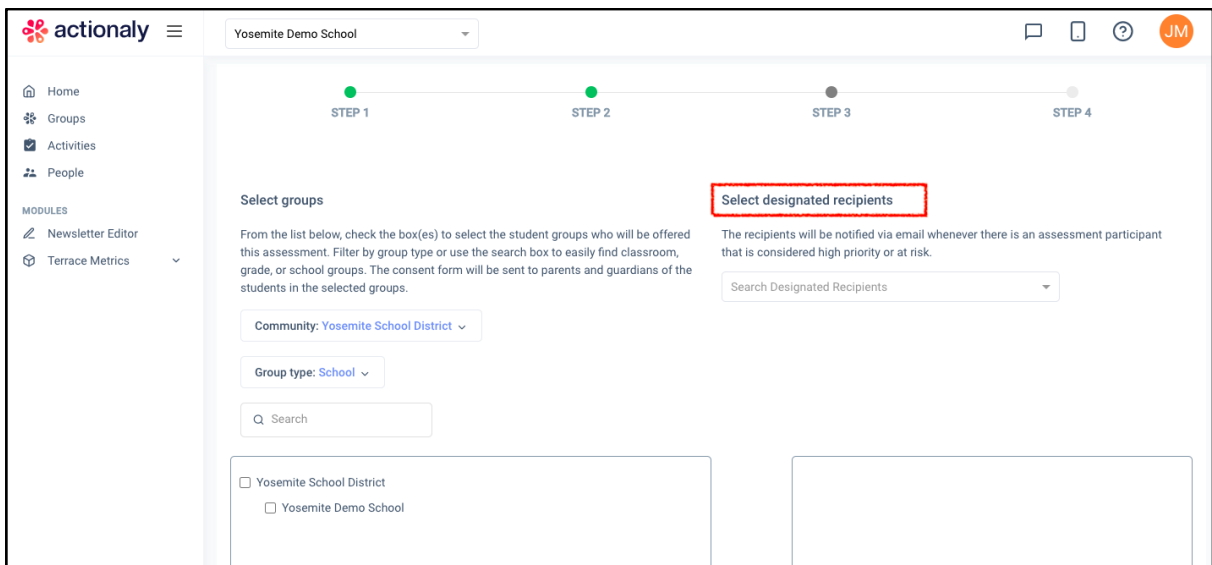 actionaly
Yosemite Demo School
JM
Home
Groups
Activities
People
MODULES
Newsletter Editor
Terrace Metrics
STEP 1
STEP 2
STEP 3
STEP 4
Select groups
From the list below, check the box(es) to select the student groups who will be offered
this assessment. Filter by group type or use the search box to easily find classroom,
grade, or school groups. The consent form will be sent to parents and guardians of the
students in the selected groups.
Community: Yosemite School District
Group type: School
Search
Yosemite School District
Yosemite Demo School
Select designated recipients
The recipients will be notified via email whenever there is an assessment participant
that is considered high priority or at risk.
Search Designated Recipients